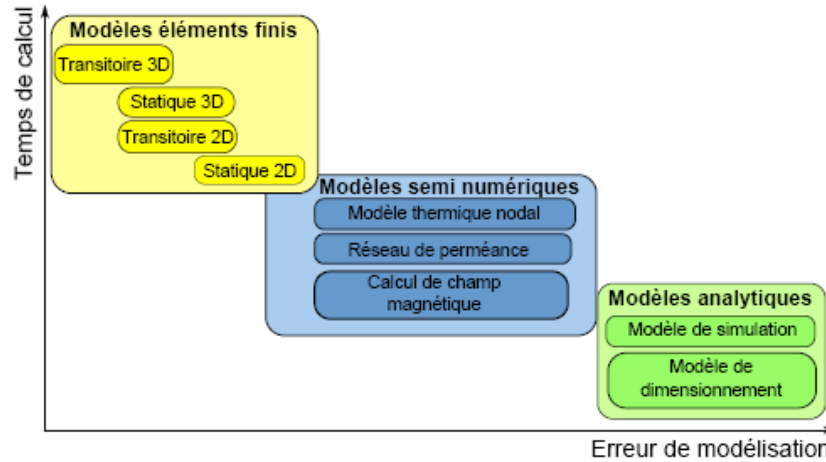 Temps de calcul
Modèles éléments finis
Transitoire 3D
Statique 3D
Transitoire 2D
Statique 2D
Modèles semi numériques
Modèle thermique nodal
Réseau de perméance
Calcul de champ
magnétique
Modèles analytiques
Modèle de simulation
Modèle de
dimensionnement
Erreur de modélisation